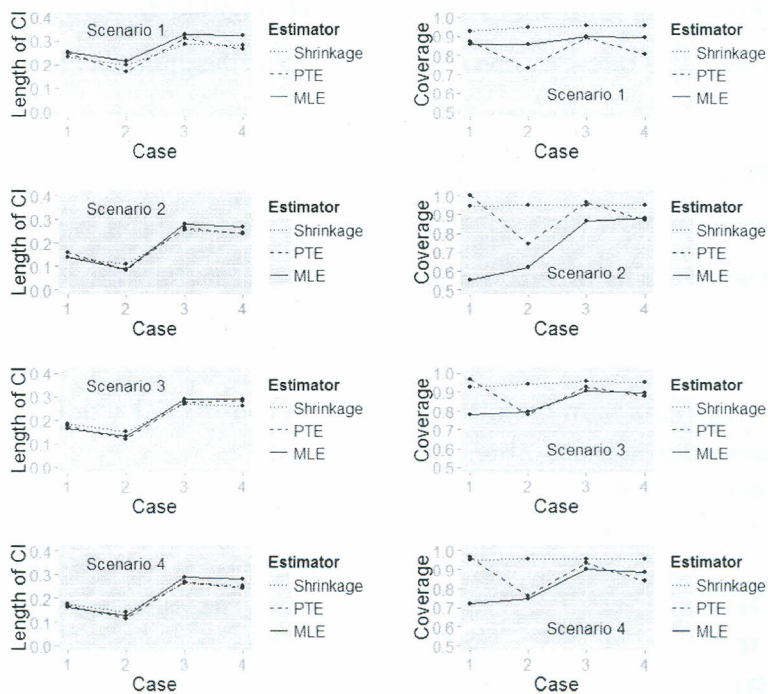 Length of CI
0.4
0.3
0.2
0.1
0.0
Scenario 1
1 2 3 4
Case
Estimator
Shrinkage
PTE
MLE
Coverage
1.0
0.9
0.8
0.7
0.6
0.5
Scenario 1
1 2 3 4
Case
Estimator
Shrinkage
PTE
MLE
Length of CI
0.4
0.3
0.2
0.1
0.0
Scenario 2
1 2 3 4
Case
Estimator
Shrinkage
PTE
MLE
Coverage
1.0
0.9
0.8
0.7
0.6
0.5
Scenario 2
1 2 3 4
Case
Estimator
Shrinkage
PTE
MLE
Length of CI
0.4
0.3
0.2
0.1
0.0
Scenario 3
1 2 3 4
Case
Estimator
Shrinkage
PTE
MLE
Coverage
1.0
0.9
0.8
0.7
0.6
0.5
Scenario 3
1 2 3 4
Case
Estimator
Shrinkage
PTE
MLE
Length of CI
0.4
0.3
0.2
0.1
0.0
Scenario 4
1 2 3 4
Case
Estimator
Shrinkage
PTE
MLE
Coverage
1.0
0.9
0.8
0.7
0.6
0.5
Scenario 4
1 2 3 4
Case
Estimator
Shrinkage
PTE
MLE